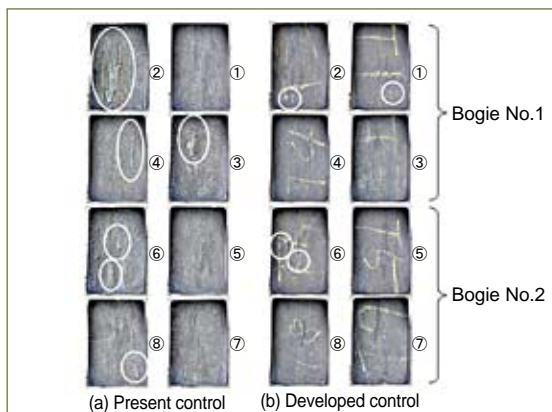 ② ① ② ①
Bogie No.1
④ ③ ④ ③
⑥ ⑤ ⑥ ⑤
Bogie No.2
⑧ ⑦ ⑧ ⑦
(a) Present control (b) Developed control